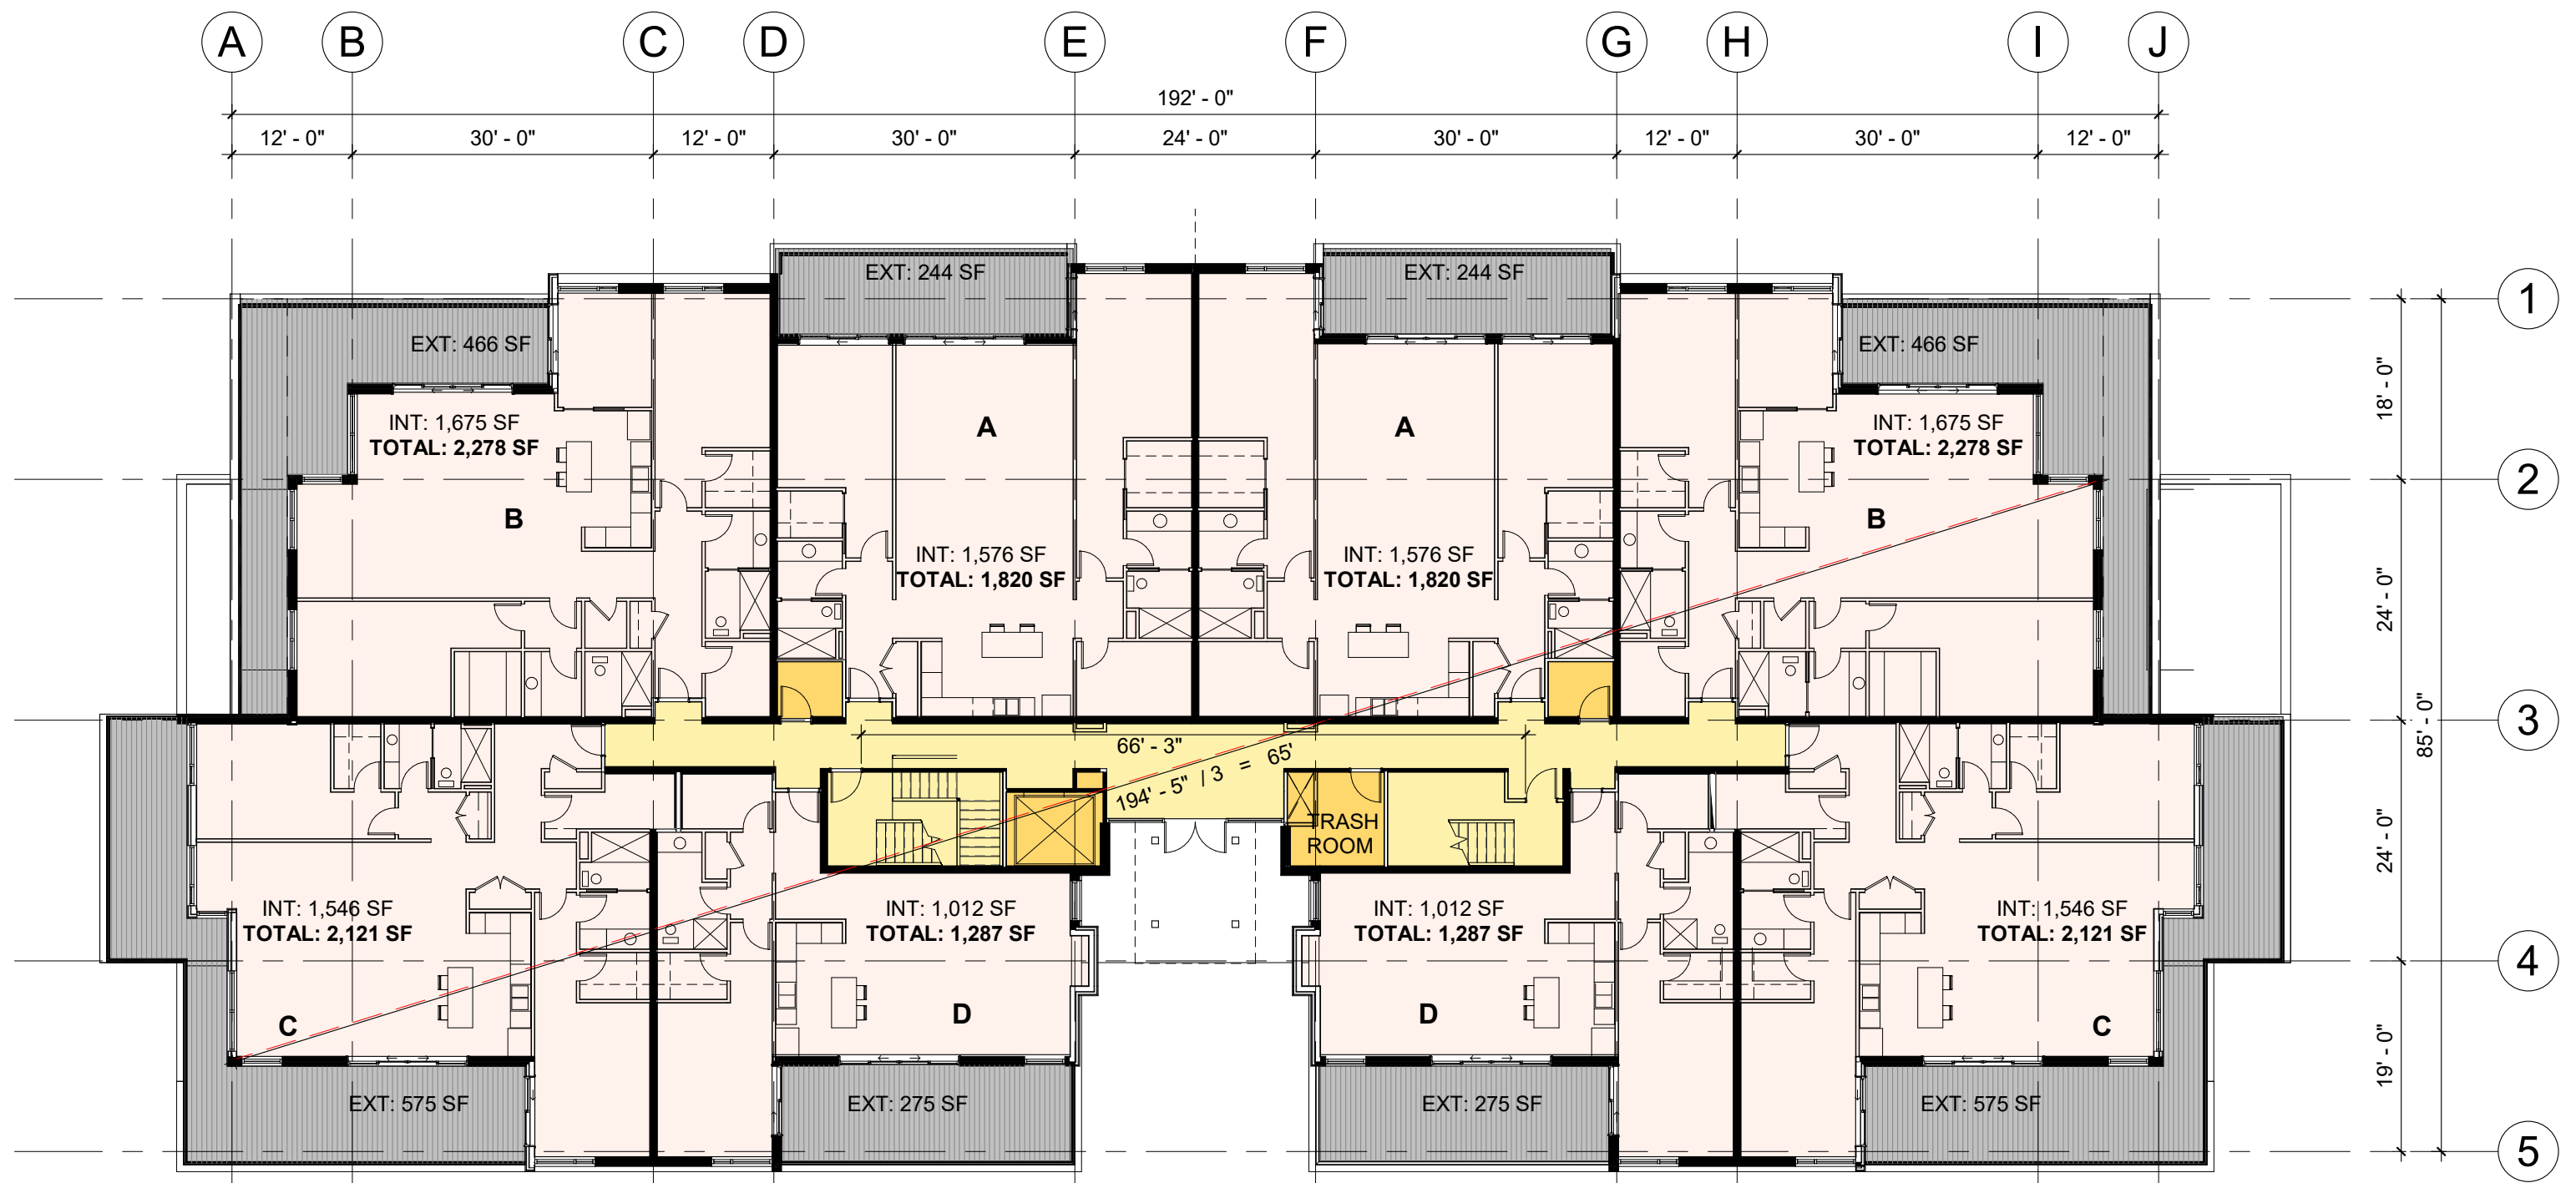 A B C D E F G H I J
192' - 0"
12' - 0" 30' - 0" 12' - 0" 30' - 0" 24' - 0" 30' - 0" 12' - 0" 30' - 0" 12' - 0"
EXT: 244 SF EXT: 244 SF
1
EXT: 466 SF EXT: 466 SF
18' - 0"
INT: 1,675 SF A A INT: 1,675 SF
TOTAL: 2,278 SF TOTAL: 2,278 SF
2
B B
INT: 1,576 SF INT: 1,576 SF
TOTAL: 1,820 SF TOTAL: 1,820 SF
24' - 0"
3
85' - 0"
66' - 3"
194' - 5" / 3 = 65'
TRASH
ROOM
24' - 0"
INT: 1,546 SF INT: 1,012 SF INT: 1,012 SF INT: 1,546 SF
TOTAL: 2,121 SF TOTAL: 1,287 SF TOTAL: 1,287 SF TOTAL: 2,121 SF
4
C D D C
19' - 0"
EXT: 575 SF EXT: 275 SF EXT: 275 SF EXT: 575 SF
5